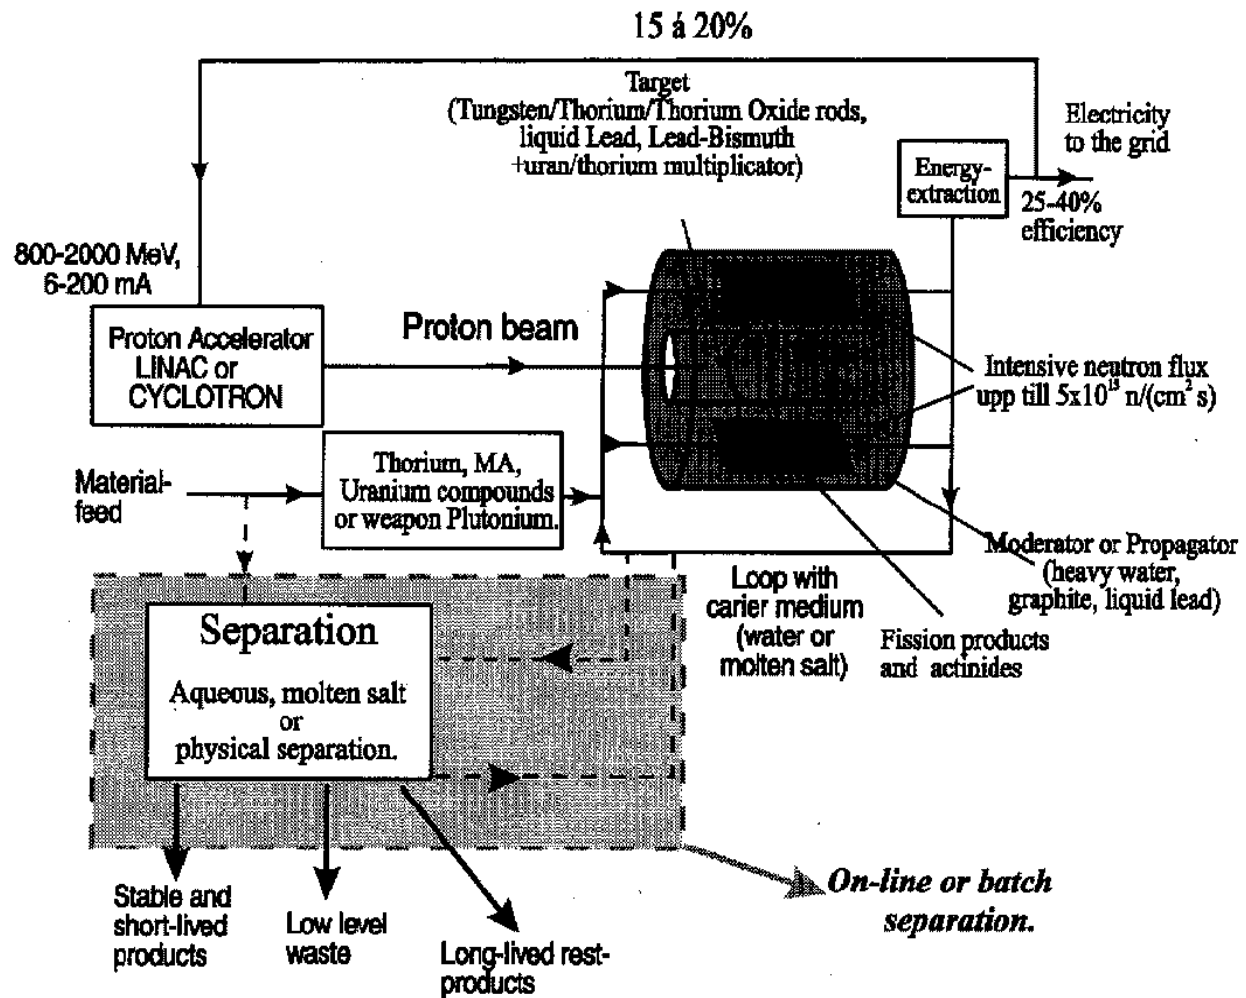 15 á 20%
Target
(Tungsten/Thorium/Thorium Oxide rods,
liquid Lead, Lead-Bismuth
+uran/thorium multiplicator)
Electricity
to the grid
Energy-
extraction
25-40%
efficiency
800-2000 MeV,
6-200 mA
Proton Accelerator
LINAC or
CYCLOTRON
Proton beam
Intensive neutron flux
upp till 5x10¹⁵ n/(cm² s)
Material-
feed
Thorium, MA,
Uranium compounds
or weapon Plutonium.
Moderator or Propagator
(heavy water,
graphite, liquid lead)
Loop with
carier medium
(water or
molten salt)
Fission products
and actinides
Separation
Aqueous, molten salt
or
physical separation.
Stable and
short-lived
products
Low level
waste
Long-lived rest-
products
On-line or batch
separation.